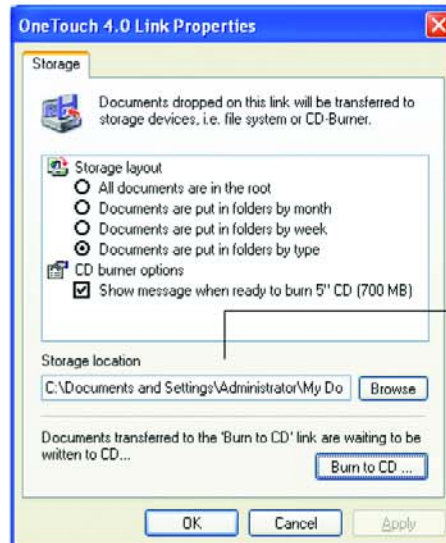 OneTouch 4.0 Link Properties
Storage
Documents dropped on this link will be transferred to
storage devices, i.e. file system or CD-Burner.
Storage layout
All documents are in the root
Documents are put in folders by month
Documents are put in folders by week
Documents are put in folders by type
CD burner options
Show message when ready to burn 5" CD (700 MB)
Storage location
C:\Documents and Settings\Administrator\My Do
Browse
Documents transferred to the 'Burn to CD' link are waiting to be
written to CD...
Burn to CD ...
OK Cancel Apply